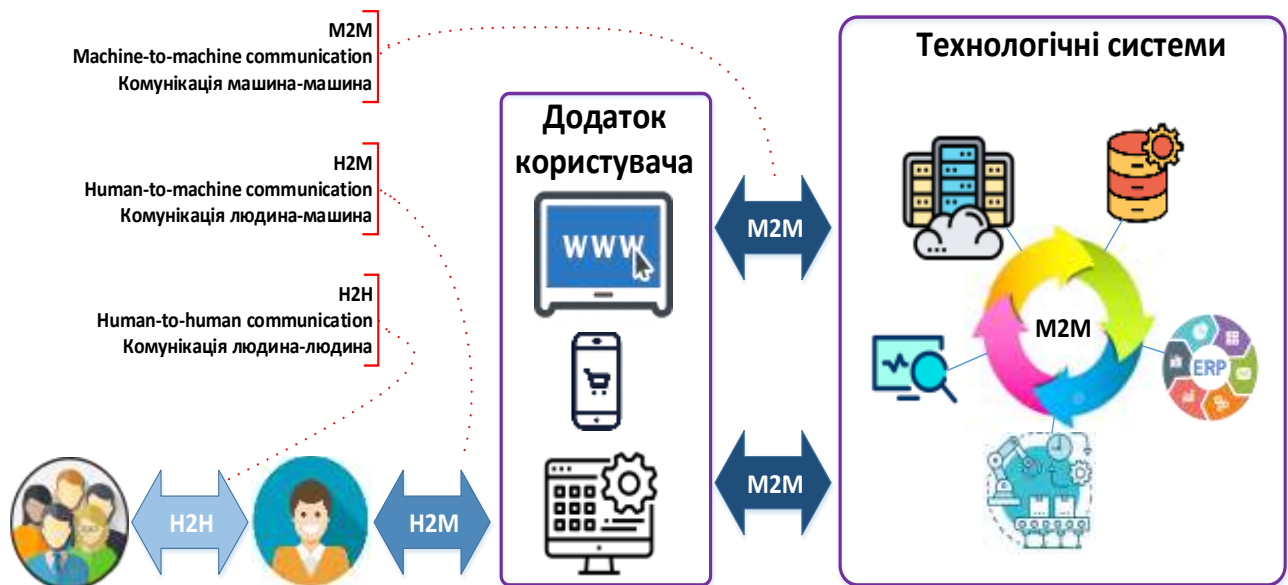 M2M
Machine-to-machine communication
Комунікація машина-машина
H2M
Human-to-machine communication
Комунікація людина-машина
H2H
Human-to-human communication
Комунікація людина-людина
H2H
H2M
Додаток
користувача
WWW
M2M
M2M
Технологічні системи
M2M
ERP